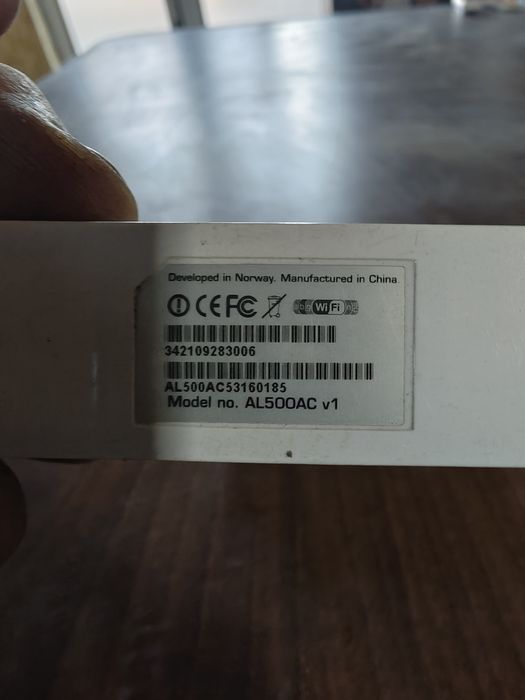 Developed in Norway. Manufactured in China.
CE FC WiFi
342109283006
AL500AC53160185
Model no. AL500AC v1